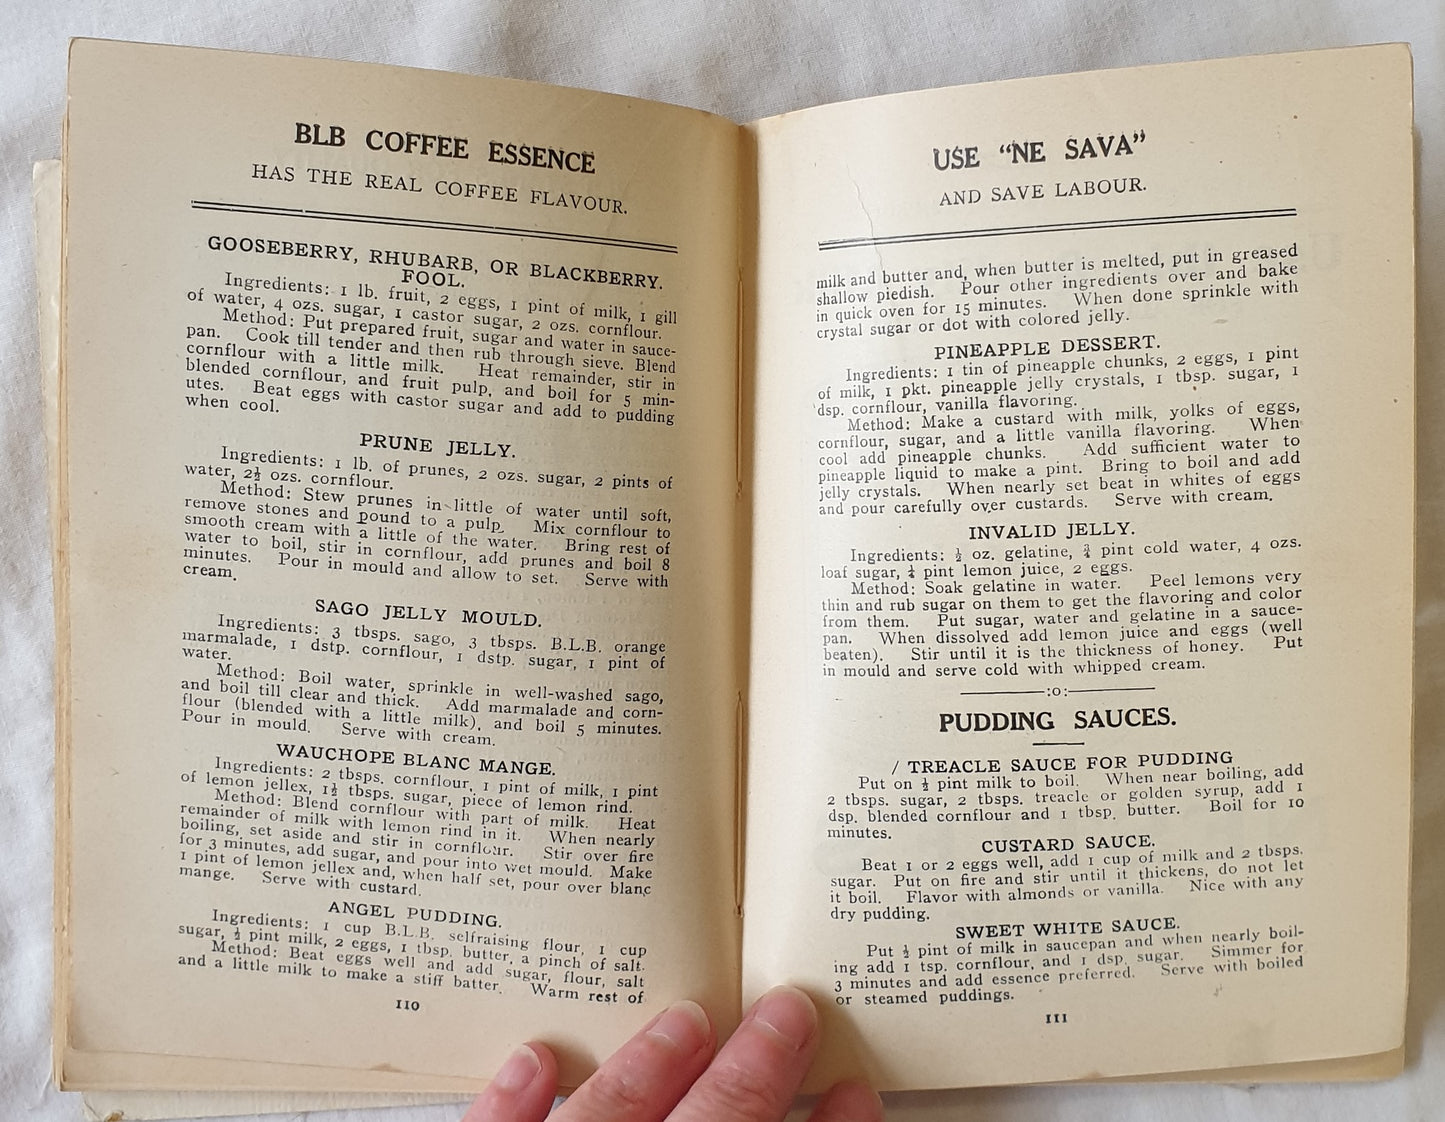 BLB COFFEE ESSENCE
HAS THE REAL COFFEE FLAVOUR.
GOOSEBERRY, RHUBARB, OR BLACKBERRY.
FOOL.
Ingredients: 1 lb. fruit, 2 eggs, 1 pint of milk, 1 gill
of water, 4 ozs. sugar, 1 castor sugar, 2 ozs. cornflour.
Method: Put prepared fruit, sugar and water in sauce-
pan. Cook till tender and then rub through sieve. Blend
cornflour with a little milk. Heat remainder, stir in
blended cornflour, and fruit pulp, and boil for 5 min-
utes. Beat eggs with castor sugar and add to pudding
when cool.
PRUNE JELLY.
Ingredients: 1 lb. of prunes, 2 ozs. sugar, 2 pints of
water, 2½ ozs. cornflour.
Method: Stew prunes in little of water until soft,
remove stones and pound to a pulp. Mix cornflour to
smooth cream with a little of the water. Bring rest of
water to boil, stir in cornflour, add prunes and boil 8
minutes. Pour in mould and allow to set. Serve with
cream.
SAGO JELLY MOULD.
Ingredients: 3 tbsps. sago, 3 tbsps. B.L.B. orange
marmalade, 1 dstp. cornflour, 1 dstp. sugar, 1 pint of
water.
Method: Boil water, sprinkle in well-washed sago,
and boil till clear and thick. Add marmalade and corn-
flour (blended with a little milk), and boil 5 minutes.
Pour in mould. Serve with cream.
WAUCHOPE BLANC MANGE.
Ingredients: 2 tbsps. cornflour, 1 pint of milk, 1 pint
of lemon jellex, 1½ tbsps. sugar, piece of lemon rind.
Method: Blend cornflour with part of milk. Heat
remainder of milk with lemon rind in it. When nearly
boiling, set aside and stir in cornflour. Stir over fire
for 3 minutes, add sugar, and pour into wet mould. Make
1 pint of lemon jellex and, when half set, pour over blanc
mange. Serve with custard.
ANGEL PUDDING.
Ingredients: 1 cup B.L.B. selfraising flour, 1 cup
sugar, ½ pint milk, 2 eggs, 1 tbsp. butter, a pinch of salt.
Method: Beat eggs well and add sugar, flour, salt
and a little milk to make a stiff batter. Warm rest of
110
USE "NE SAVA"
AND SAVE LABOUR.
milk and butter and, when butter is melted, put in greased
shallow piedish. Pour other ingredients over and bake
in quick oven for 15 minutes. When done sprinkle with
crystal sugar or dot with colored jelly.
PINEAPPLE DESSERT.
Ingredients: 1 tin of pineapple chunks, 2 eggs, 1 pint
of milk, 1 pkt. pineapple jelly crystals, 1 tbsp. sugar, 1
dsp. cornflour, vanilla flavoring.
Method: Make a custard with milk, yolks of eggs,
cornflour, sugar, and a little vanilla flavoring. When
cool add pineapple chunks. Add sufficient water to
pineapple liquid to make a pint. Bring to boil and add
jelly crystals. When nearly set beat in whites of eggs
and pour carefully over custards. Serve with cream.
INVALID JELLY.
Ingredients: ½ oz. gelatine, ¾ pint cold water, 4 ozs.
loaf sugar, ¼ pint lemon juice, 2 eggs.
Method: Soak gelatine in water. Peel lemons very
thin and rub sugar on them to get the flavoring and color
from them. Put sugar, water and gelatine in a sauce-
pan. When dissolved add lemon juice and eggs (well
beaten). Stir until it is the thickness of honey. Put
in mould and serve cold with whipped cream.
:o:
PUDDING SAUCES.
/ TREACLE SAUCE FOR PUDDING
Put on ½ pint milk to boil. When near boiling, add
2 tbsps. sugar, 2 tbsps. treacle or golden syrup, add 1
dsp. blended cornflour and 1 tbsp. butter. Boil for 10
minutes.
CUSTARD SAUCE.
Beat 1 or 2 eggs well, add 1 cup of milk and 2 tbsps.
sugar. Put on fire and stir until it thickens, do not let
it boil. Flavor with almonds or vanilla. Nice with any
dry pudding.
SWEET WHITE SAUCE.
Put ½ pint of milk in saucepan and when nearly boil-
ing add 1 tsp. cornflour, and 1 dsp. sugar. Simmer for
3 minutes and add essence preferred. Serve with boiled
or steamed puddings.
111